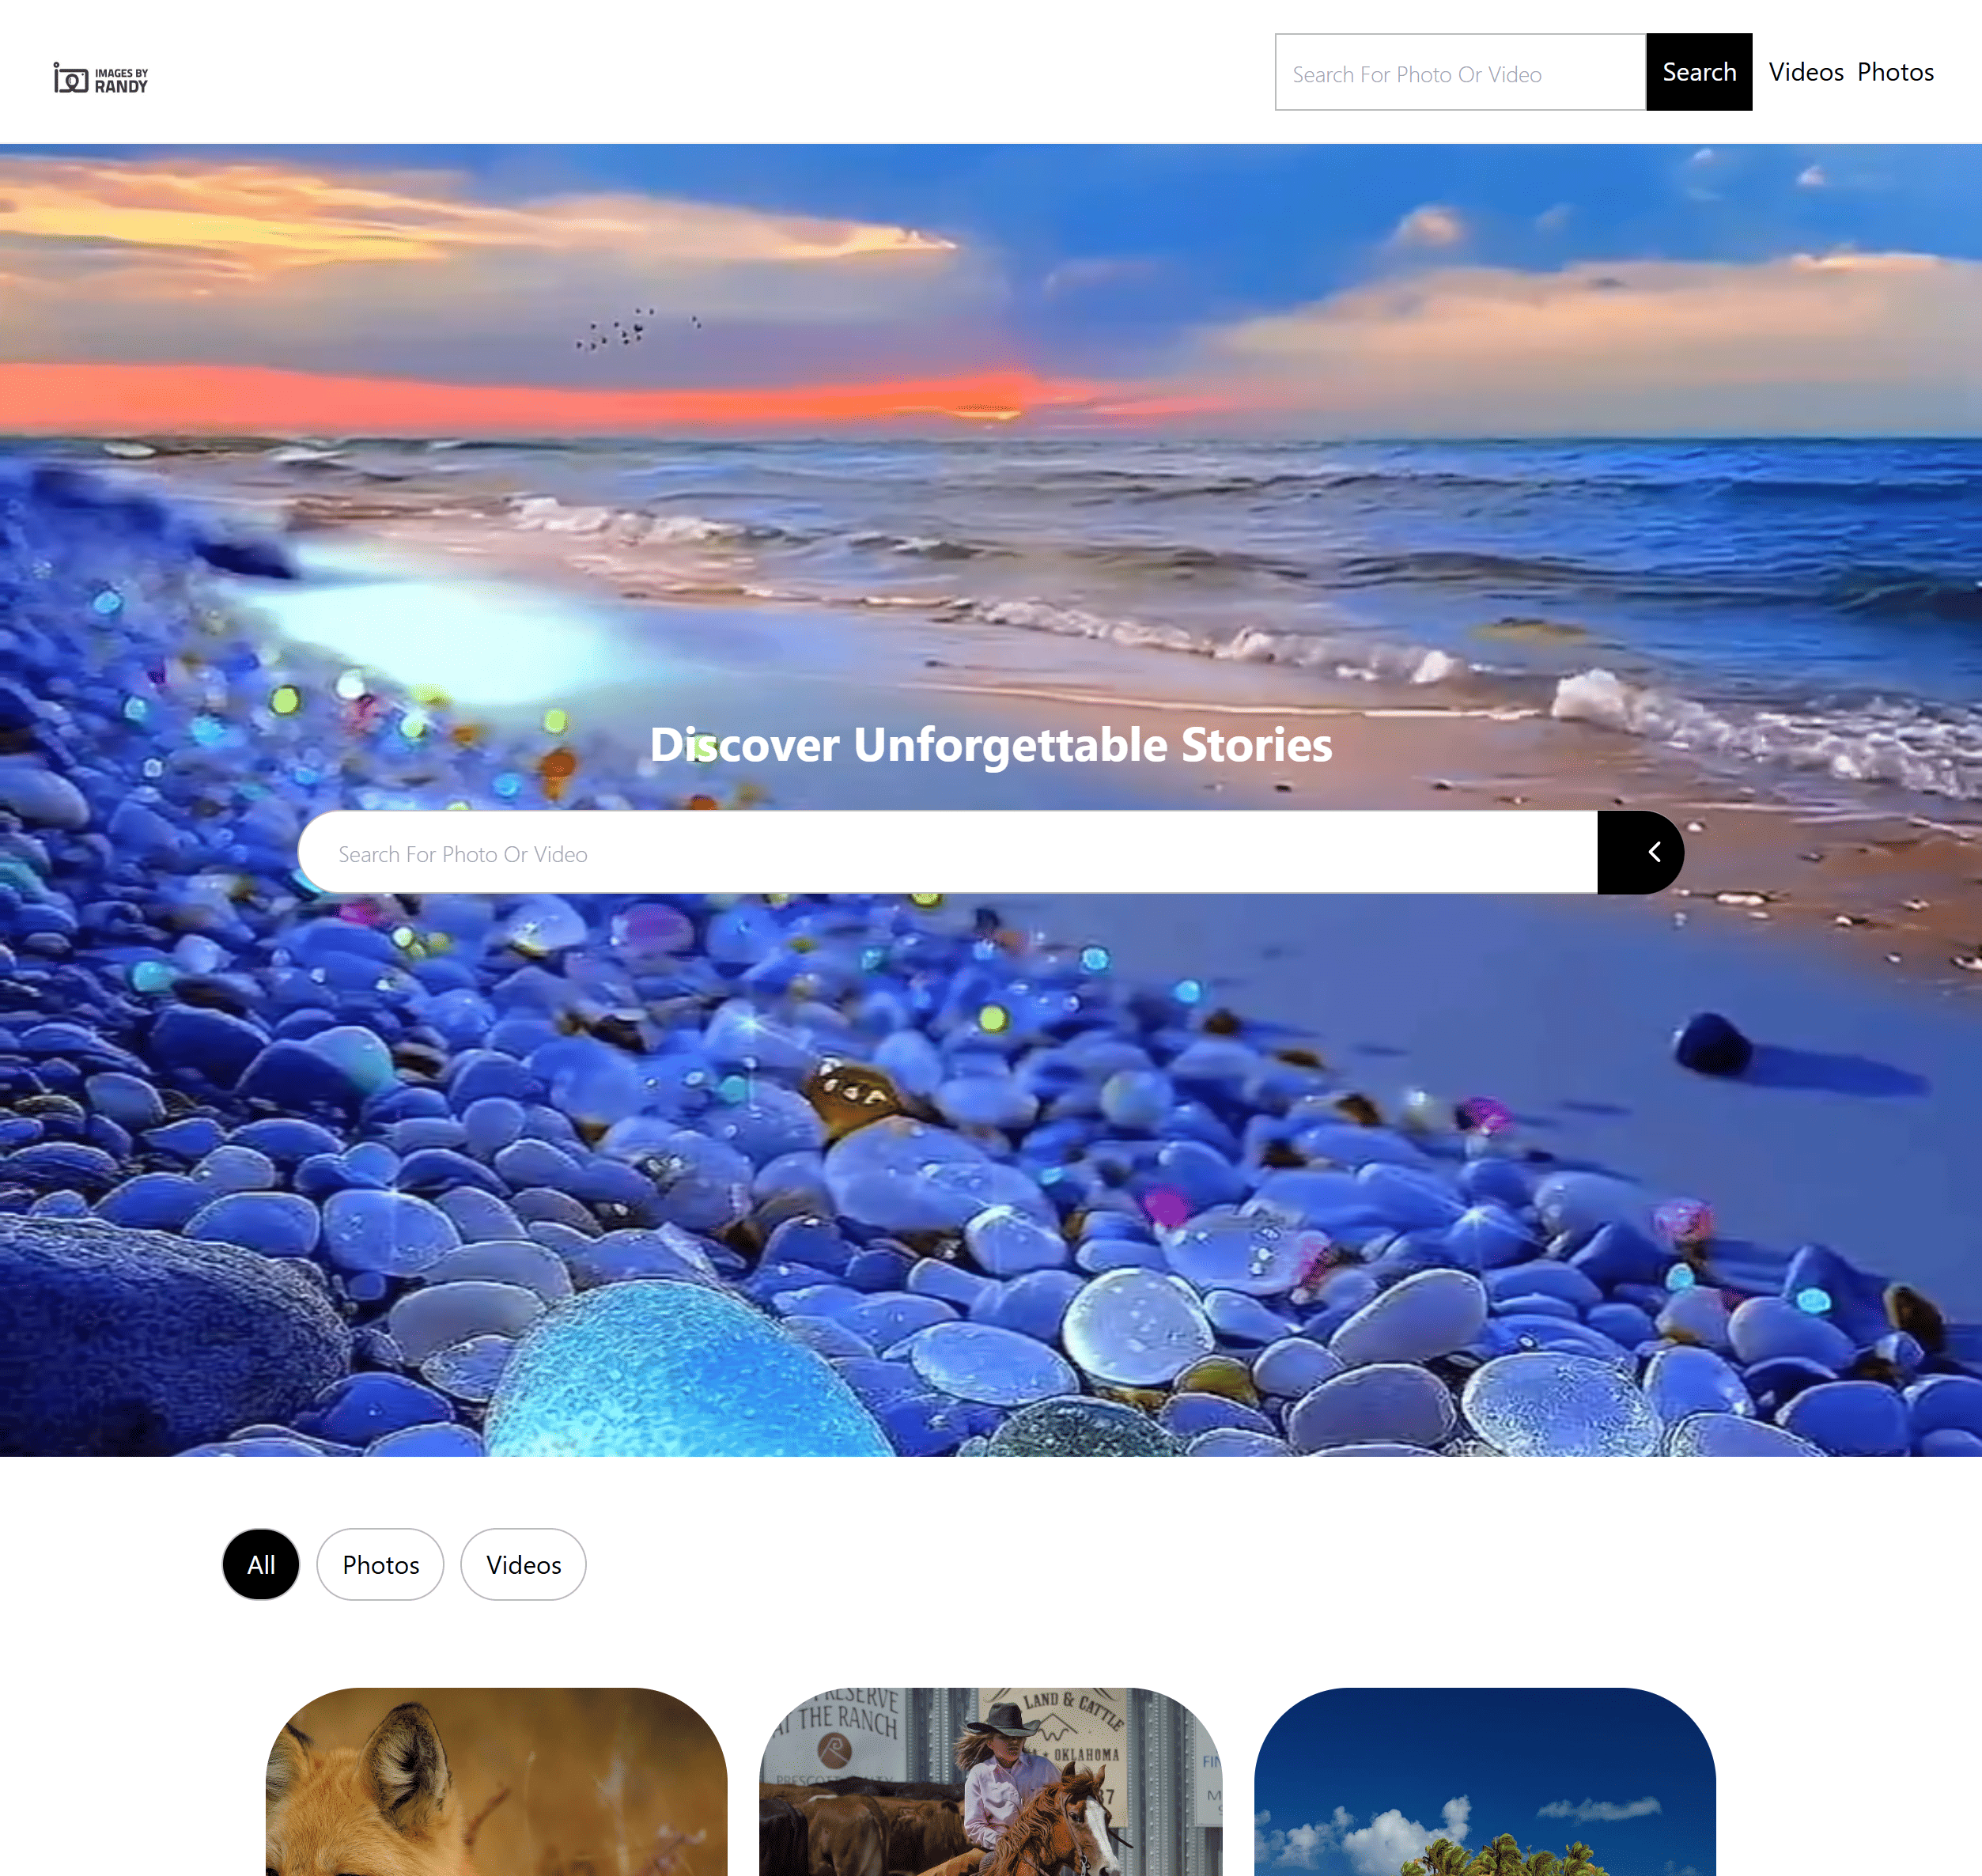 IMAGES BY
RANDY
Search For Photo Or Video
Search
Videos
Photos
Discover Unforgettable Stories
Search For Photo Or Video
All
Photos
Videos
AT THE RANCH
LAND & CATTLE
OKLAHOMA